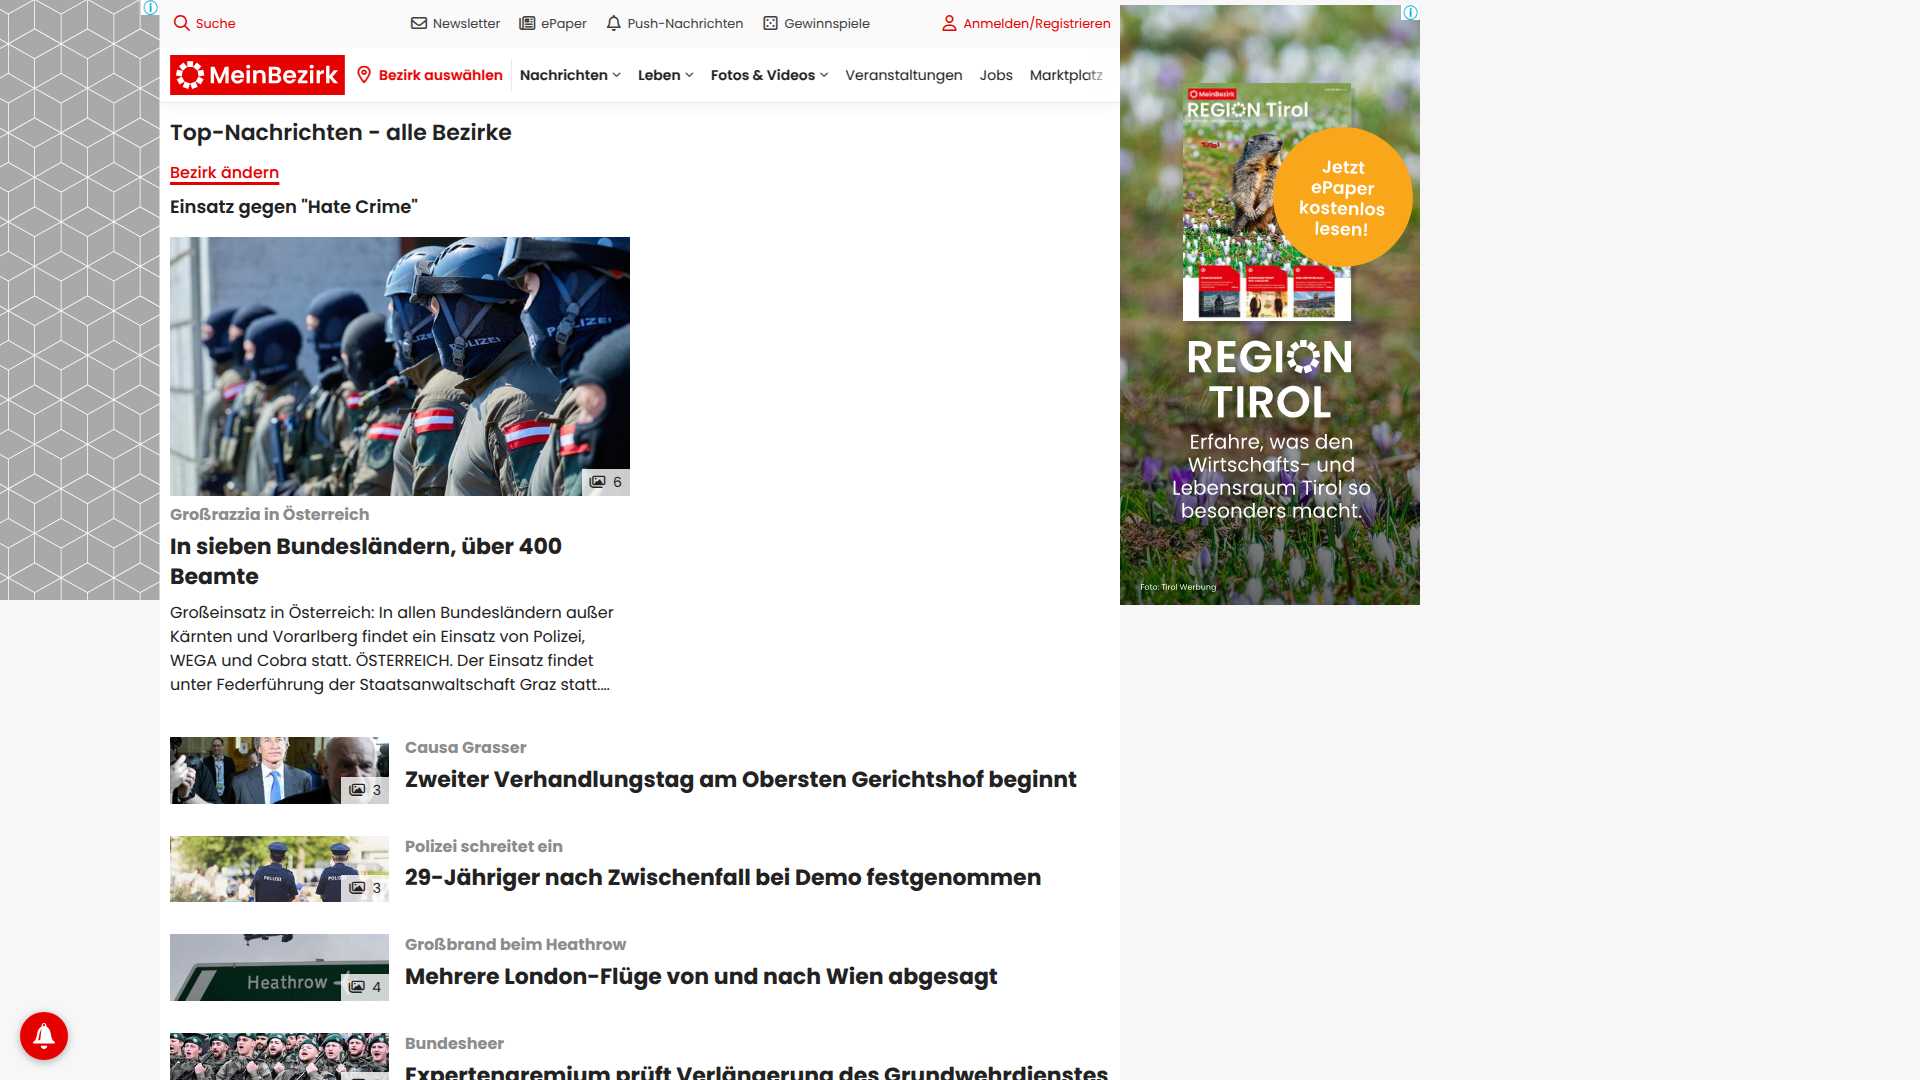 Suche
Newsletter
ePaper
Push-Nachrichten
Gewinnspiele
Anmelden/Registrieren
MeinBezirk
Bezirk auswählen
Nachrichten
Leben
Fotos & Videos
Veranstaltungen
Jobs
Marktplatz
Top-Nachrichten - alle Bezirke
Bezirk ändern
Einsatz gegen "Hate Crime"
POLIZEI
POLIZEI
6
Großrazzia in Österreich
In sieben Bundesländern, über 400
Beamte
Großeinsatz in Österreich: In allen Bundesländern außer
Kärnten und Vorarlberg findet ein Einsatz von Polizei,
WEGA und Cobra statt. ÖSTERREICH. Der Einsatz findet
unter Federführung der Staatsanwaltschaft Graz statt....
3
Causa Grasser
Zweiter Verhandlungstag am Obersten Gerichtshof beginnt
POLIZEI
3
Polizei schreitet ein
29-Jähriger nach Zwischenfall bei Demo festgenommen
Heathrow
4
Großbrand beim Heathrow
Mehrere London-Flüge von und nach Wien abgesagt
Bundesheer
Expertengremium prüft Verlängerung des Grundwehrdienstes
MeinBezirk
REGION Tirol
Jetzt
ePaper
kostenlos
lesen!
REGION
TIROL
Erfahre, was den
Wirtschafts- und
Lebensraum Tirol so
besonders macht.
Foto: Tirol Werbung